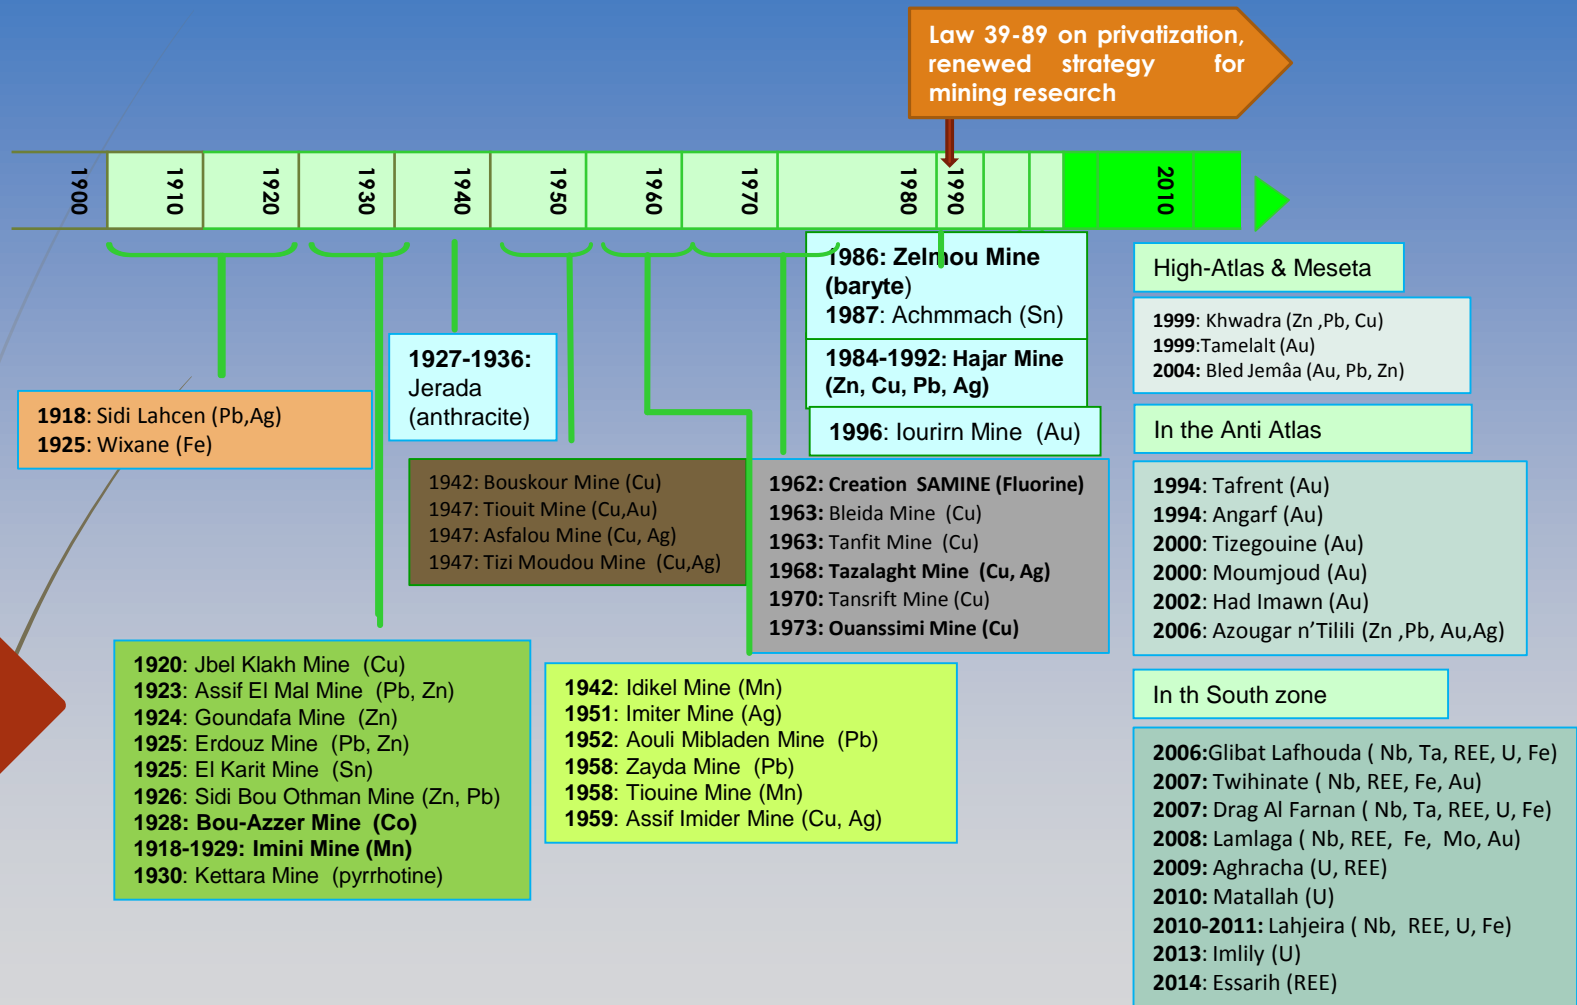 Law 39-89 on privatization,
renewed strategy for
mining research
1900
1910
1920
1930
1940
1950
1960
1970
1980
1990
2010
1918: Sidi Lahcen (Pb,Ag)
1925: Wixane (Fe)
1927-1936:
Jerada
(anthracite)
1942: Bouskour Mine (Cu)
1947: Tiouit Mine (Cu,Au)
1947: Asfalou Mine (Cu, Ag)
1947: Tizi Moudou Mine (Cu,Ag)
1920: Jbel Klakh Mine (Cu)
1923: Assif El Mal Mine (Pb, Zn)
1924: Goundafa Mine (Zn)
1925: Erdouz Mine (Pb, Zn)
1925: El Karit Mine (Sn)
1926: Sidi Bou Othman Mine (Zn, Pb)
1928: Bou-Azzer Mine (Co)
1918-1929: Imini Mine (Mn)
1930: Kettara Mine (pyrrhotine)
1942: Idikel Mine (Mn)
1951: Imiter Mine (Ag)
1952: Aouli Mibladen Mine (Pb)
1958: Zayda Mine (Pb)
1958: Tiouine Mine (Mn)
1959: Assif Imider Mine (Cu, Ag)
1986: Zelmou Mine
(baryte)
1987: Achmmach (Sn)
1984-1992: Hajar Mine
(Zn, Cu, Pb, Ag)
1996: Iourirn Mine (Au)
1962: Creation SAMINE (Fluorine)
1963: Bleida Mine (Cu)
1963: Tanfit Mine (Cu)
1968: Tazalaght Mine (Cu, Ag)
1970: Tansrift Mine (Cu)
1973: Ouanssimi Mine (Cu)
High-Atlas & Meseta
1999: Khwadra (Zn ,Pb, Cu)
1999:Tamelalt (Au)
2004: Bled Jemâa (Au, Pb, Zn)
In the Anti Atlas
1994: Tafrent (Au)
1994: Angarf (Au)
2000: Tizegouine (Au)
2000: Moumjoud (Au)
2002: Had Imawn (Au)
2006: Azougar n'Tilili (Zn ,Pb, Au,Ag)
In th South zone
2006:Glibat Lafhouda ( Nb, Ta, REE, U, Fe)
2007: Twihinate ( Nb, REE, Fe, Au)
2007: Drag Al Farnan ( Nb, Ta, REE, U, Fe)
2008: Lamlaga ( Nb, REE, Fe, Mo, Au)
2009: Aghracha (U, REE)
2010: Matallah (U)
2010-2011: Lahjeira ( Nb, REE, U, Fe)
2013: Imlily (U)
2014: Essarih (REE)